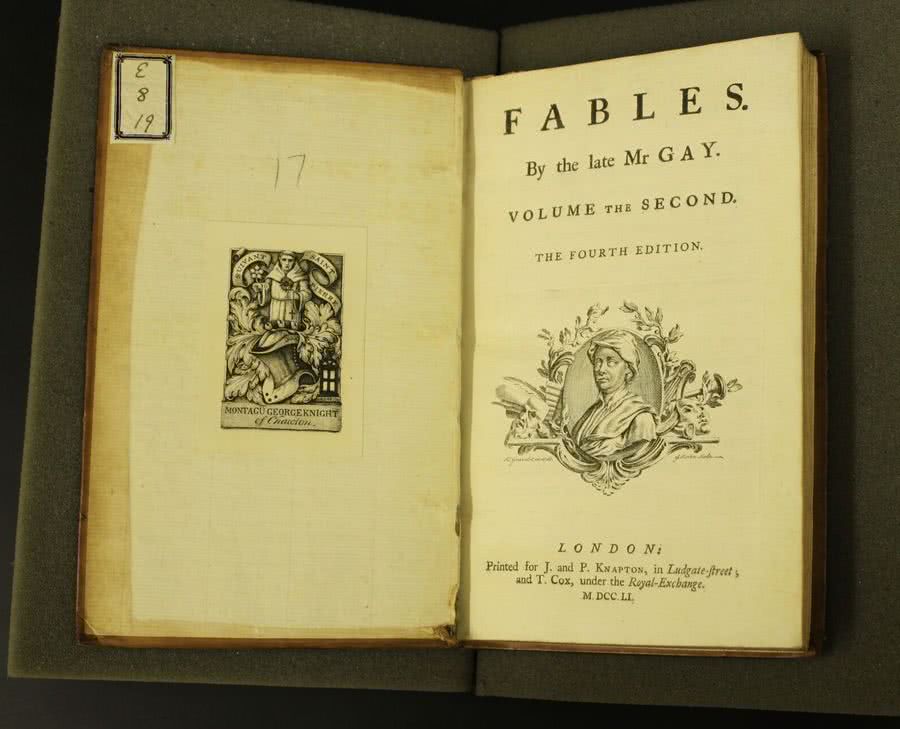 E
8
19
17
SUIVANT SAINT PIERRE
MONTAGU GEORGE KNIGHT
of Chawton.
FABLES.
By the late Mr GAY.
VOLUME THE SECOND.
THE FOURTH EDITION.
LONDON:
Printed for J. and P. KNAPTON, in Ludgate-ſtreet;
and T. COX, under the Royal-Exchange.
M.DCC.LI.